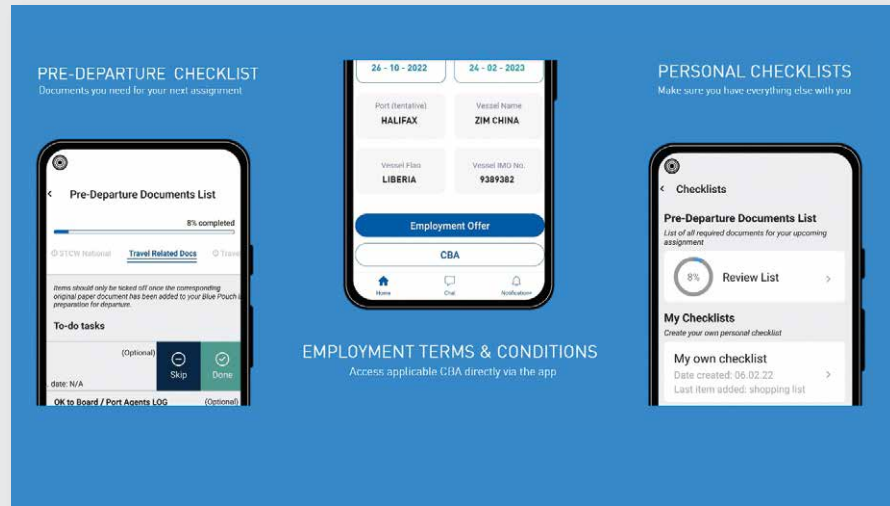 PRE-DEPARTURE CHECKLIST
Documents you need for your next assignment
Pre-Departure Documents List
8% completed
STCW National
Travel Related Docs
Trave
Items should only be ticked off once the corresponding
original paper document has been added to your Blue Pouch i
preparation for departure.
To-do tasks
(Optional)
Skip
Done
date: N/A
OK to Board / Port Agents LOG
(Optional)
26 - 10 - 2022
24 - 02 - 2023
Port (tentative)
HALIFAX
Vessel Name
ZIM CHINA
Vessel Flag
LIBERIA
Vessel IMO No.
9389382
Employment Offer
CBA
Home
Chat
Notifications
EMPLOYMENT TERMS & CONDITIONS
Access applicable CBA directly via the app
PERSONAL CHECKLISTS
Make sure you have everything else with you
Checklists
Pre-Departure Documents List
List of all required documents for your upcoming
assignment
8%
Review List
My Checklists
Create your own personal checklist
My own checklist
Date created: 06.02.22
Last item added: shopping list